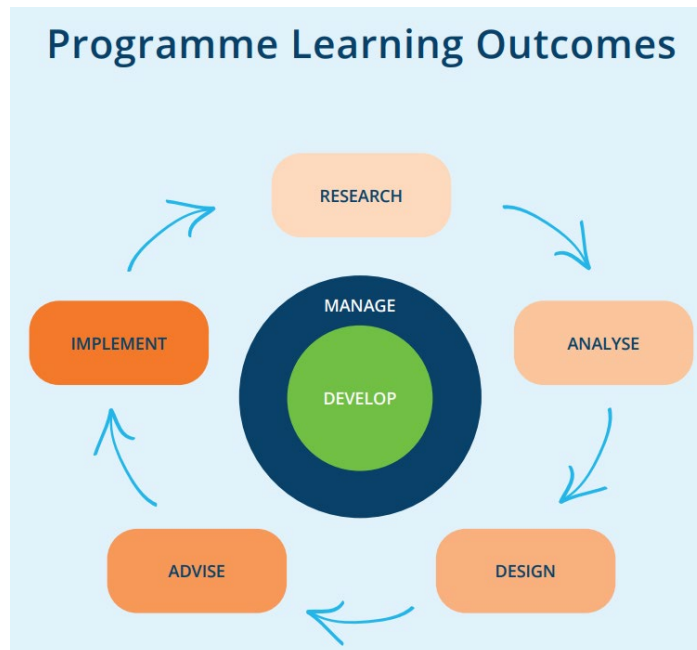 Programme Learning Outcomes
RESEARCH
MANAGE
IMPLEMENT
ANALYSE
DEVELOP
ADVISE
DESIGN